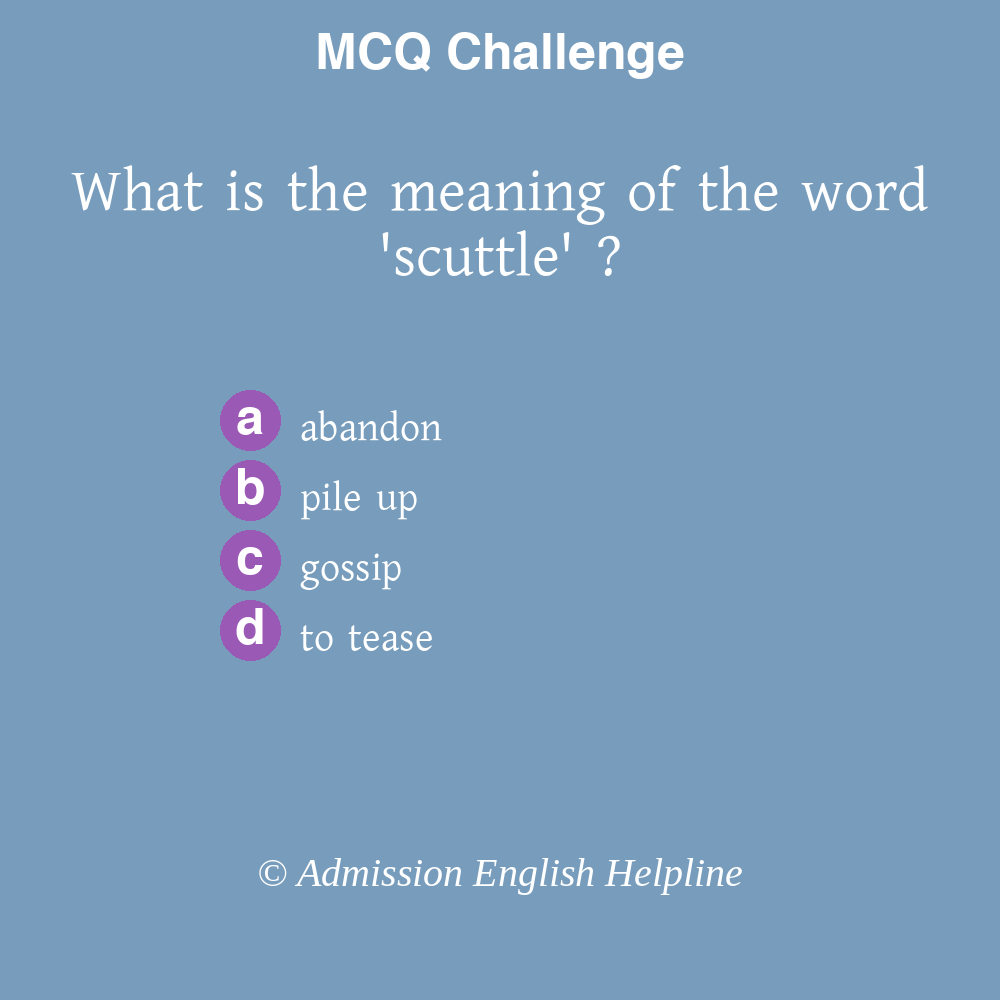 MCQ Challenge
What is the meaning of the word
'scuttle' ?
a abandon
b pile up
c gossip
d to tease
© Admission English Helpline